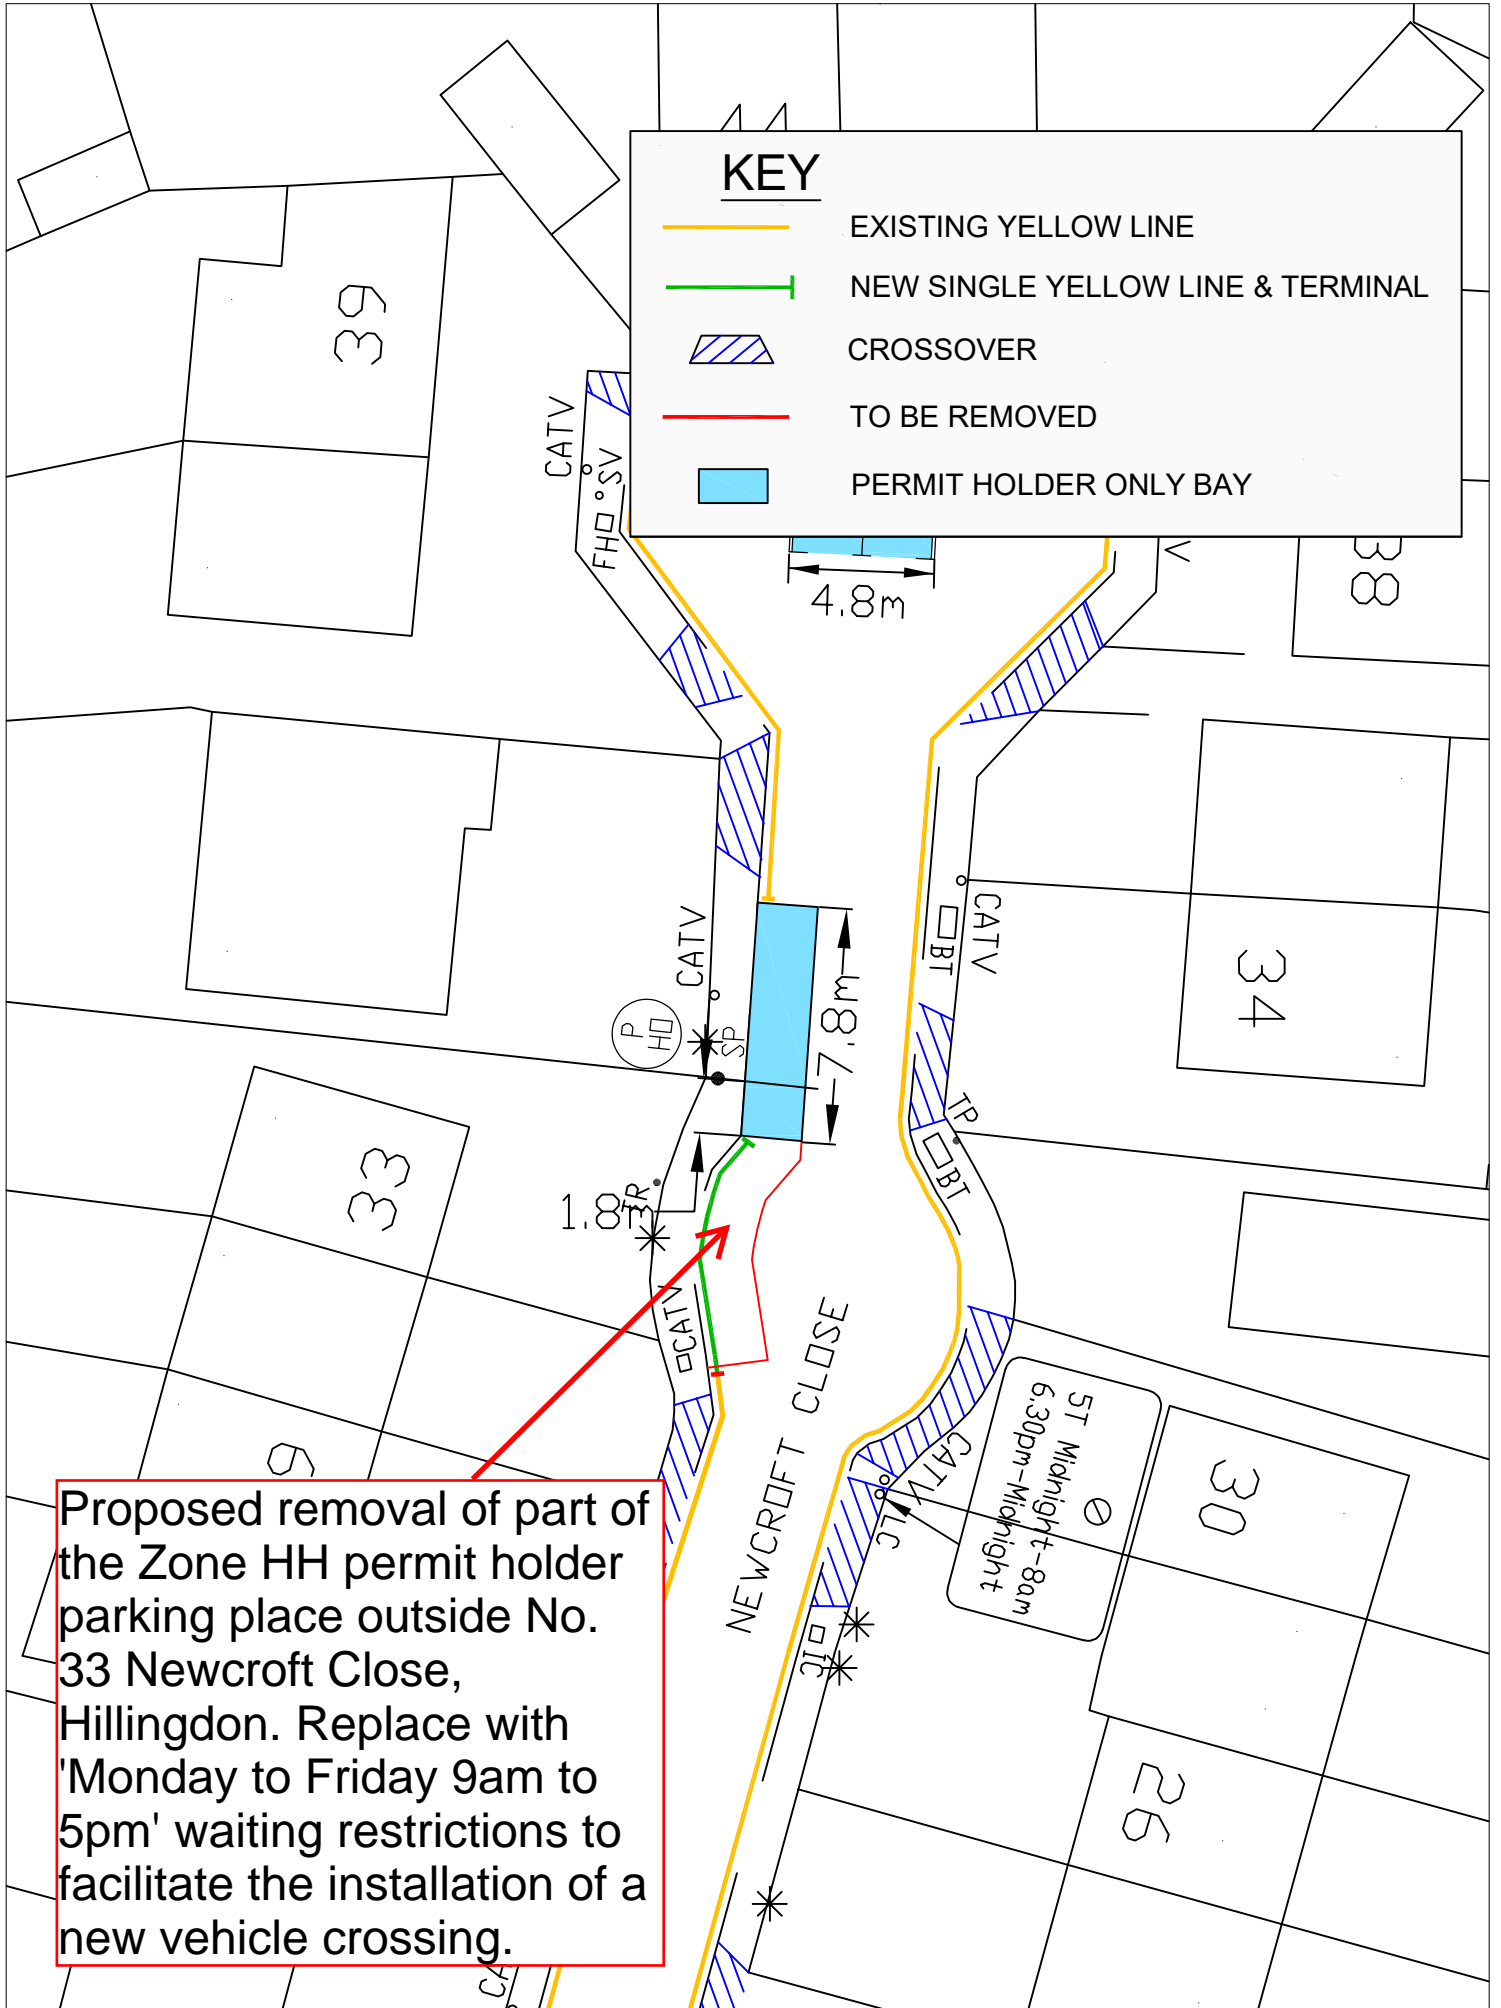 KEY
EXISTING YELLOW LINE
NEW SINGLE YELLOW LINE & TERMINAL
CROSSOVER
TO BE REMOVED
PERMIT HOLDER ONLY BAY
39
CATV
SV
FH
4.8m
V
38
CATV
BT
34
CATV
P
HO
SP
7.8m
TP
BT
33
1.8m
TR
CATV
NEWCROFT CLOSE
5T Midnight-8am
6.30pm-Midnight
CATV
LC
30
IC
26
9
Proposed removal of part of
the Zone HH permit holder
parking place outside No.
33 Newcroft Close,
Hillingdon. Replace with
'Monday to Friday 9am to
5pm' waiting restrictions to
facilitate the installation of a
new vehicle crossing.